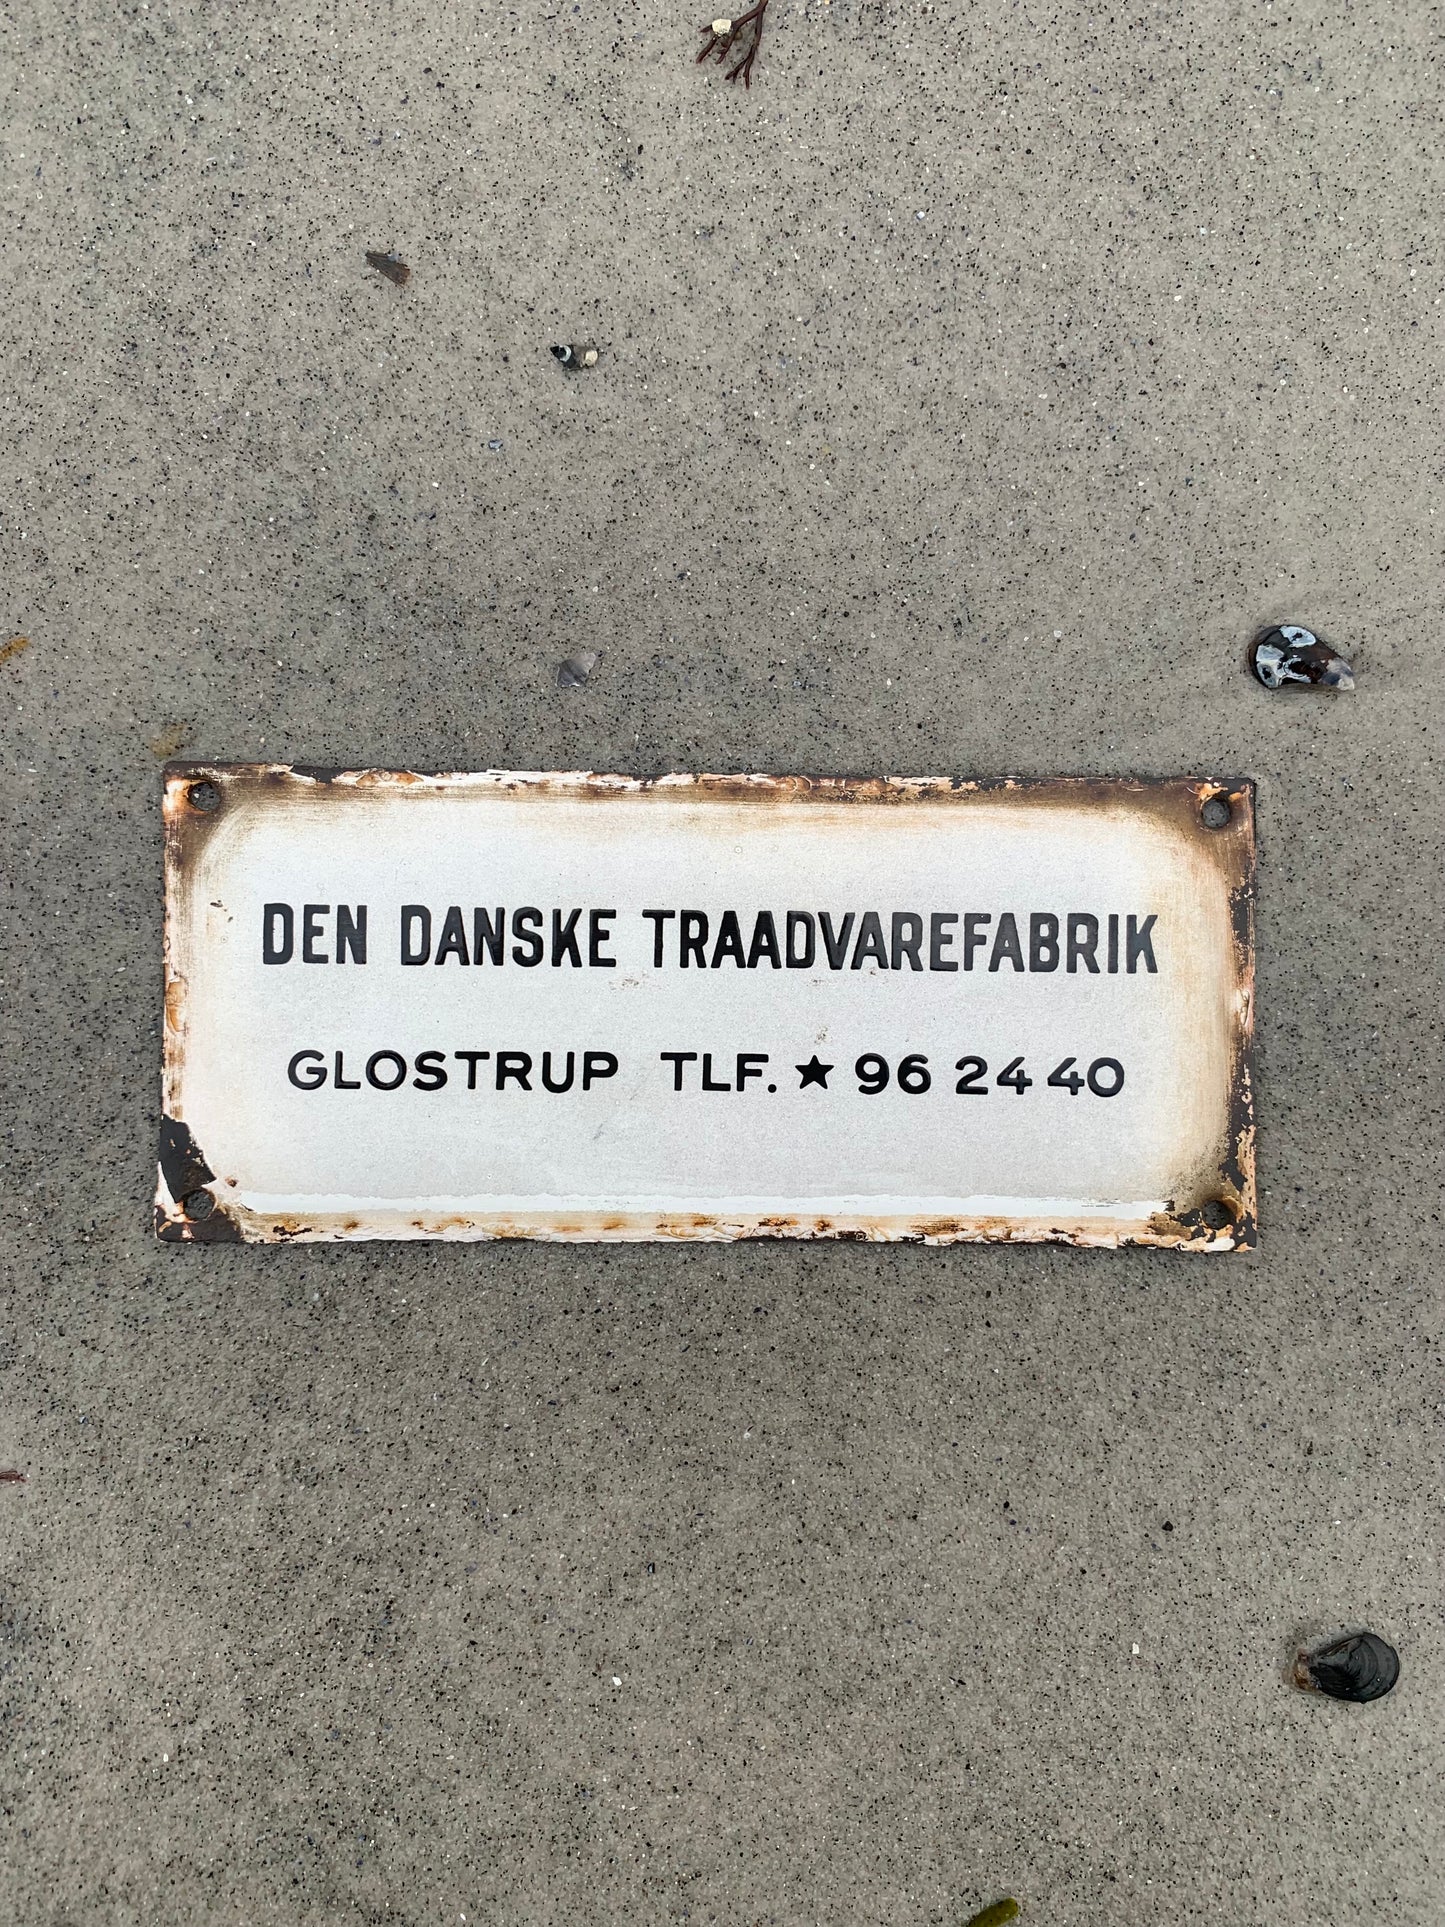 DEN DANSKE TRAADVAREFABRIK
GLOSTRUP TLF. ★ 96 24 40